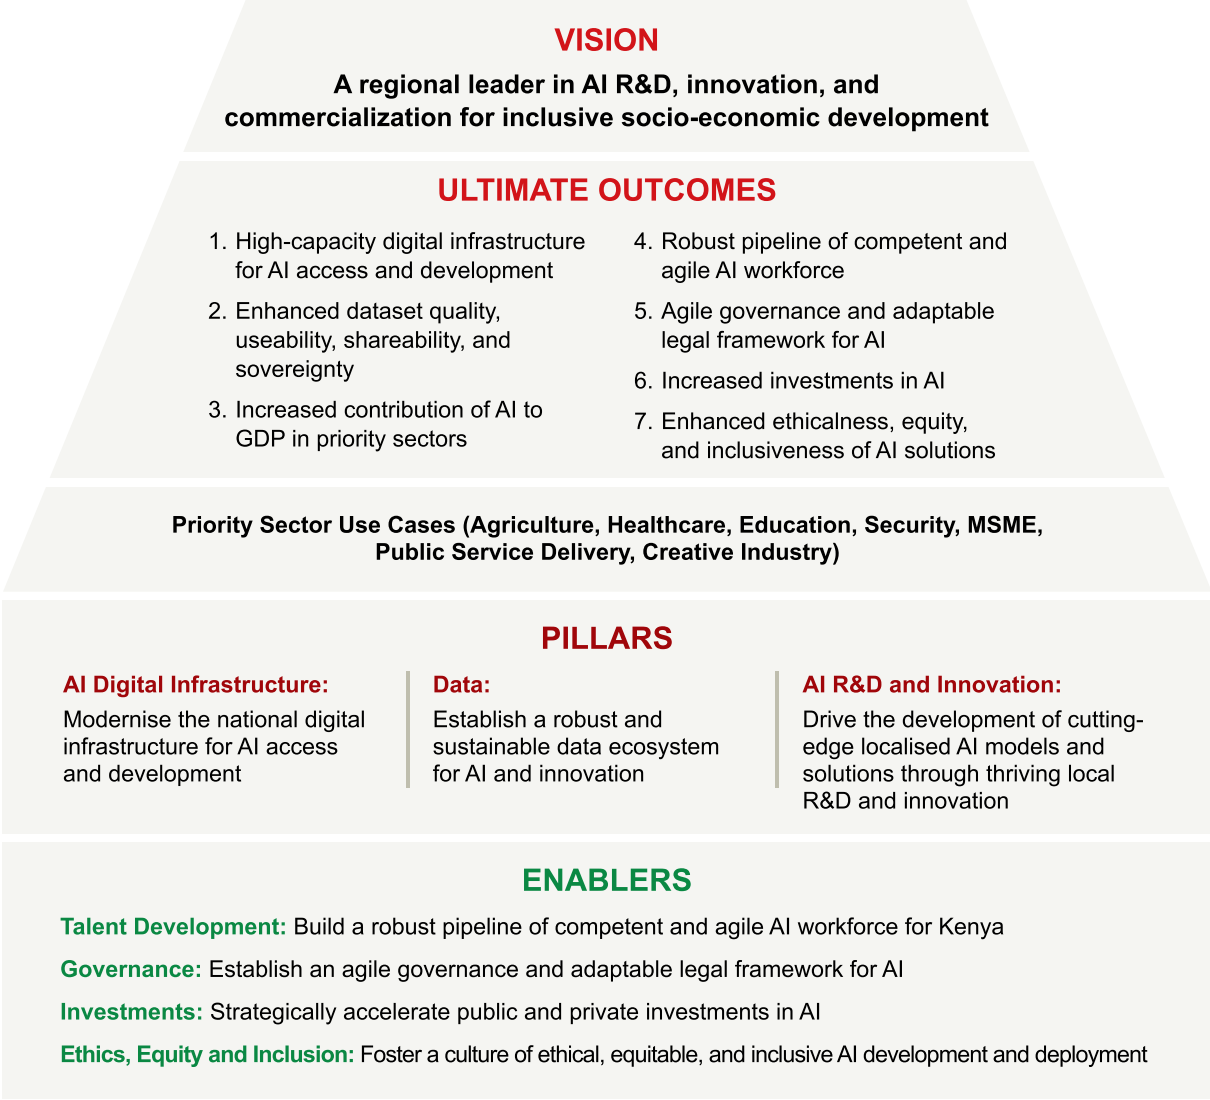 VISION
A regional leader in AI R&D, innovation, and
commercialization for inclusive socio-economic development
ULTIMATE OUTCOMES
1. High-capacity digital infrastructure
for AI access and development
2. Enhanced dataset quality,
useability, shareability, and
sovereignty
3. Increased contribution of AI to
GDP in priority sectors
4. Robust pipeline of competent and
agile AI workforce
5. Agile governance and adaptable
legal framework for AI
6. Increased investments in AI
7. Enhanced ethicalness, equity,
and inclusiveness of AI solutions
Priority Sector Use Cases (Agriculture, Healthcare, Education, Security, MSME,
Public Service Delivery, Creative Industry)
PILLARS
AI Digital Infrastructure:
Modernise the national digital
infrastructure for AI access
and development
Data:
Establish a robust and
sustainable data ecosystem
for AI and innovation
AI R&D and Innovation:
Drive the development of cutting-
edge localised AI models and
solutions through thriving local
R&D and innovation
ENABLERS
Talent Development: Build a robust pipeline of competent and agile AI workforce for Kenya
Governance: Establish an agile governance and adaptable legal framework for AI
Investments: Strategically accelerate public and private investments in AI
Ethics, Equity and Inclusion: Foster a culture of ethical, equitable, and inclusive AI development and deployment